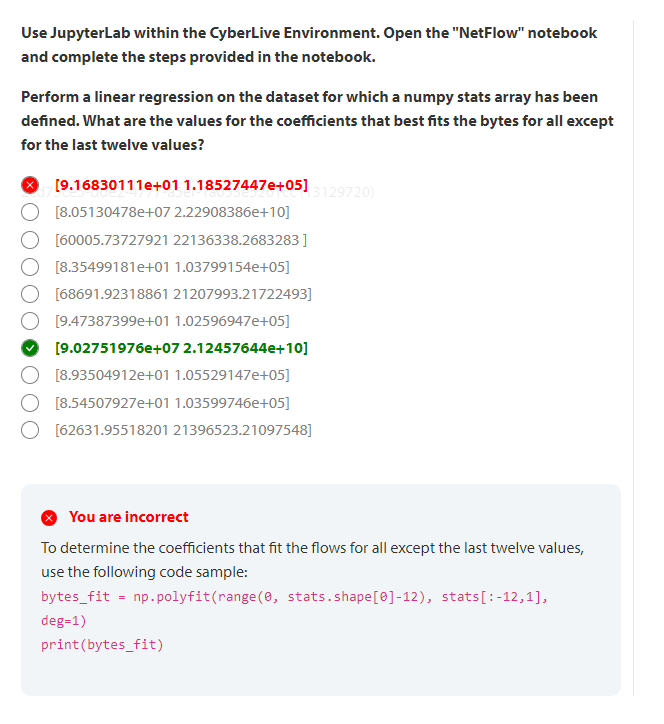 Use JupyterLab within the CyberLive Environment. Open the "NetFlow" notebook
and complete the steps provided in the notebook.
Perform a linear regression on the dataset for which a numpy stats array has been
defined. What are the values for the coefficients that best fits the bytes for all except
for the last twelve values?
[9.16830111e+01 1.18527447e+05]
[8.05130478e+07 2.22908386e+10]
[60005.73727921 22136338.2683283 ]
[8.35499181e+01 1.03799154e+05]
[68691.92318861 21207993.21722493]
[9.47387399e+01 1.02596947e+05]
[9.02751976e+07 2.12457644e+10]
[8.93504912e+01 1.05529147e+05]
[8.54507927e+01 1.03599746e+05]
[62631.95518201 21396523.21097548]
You are incorrect
To determine the coefficients that fit the flows for all except the last twelve values,
use the following code sample:
bytes_fit = np.polyfit(range(0, stats.shape[0]-12), stats[:-12,1],
deg=1)
print(bytes_fit)